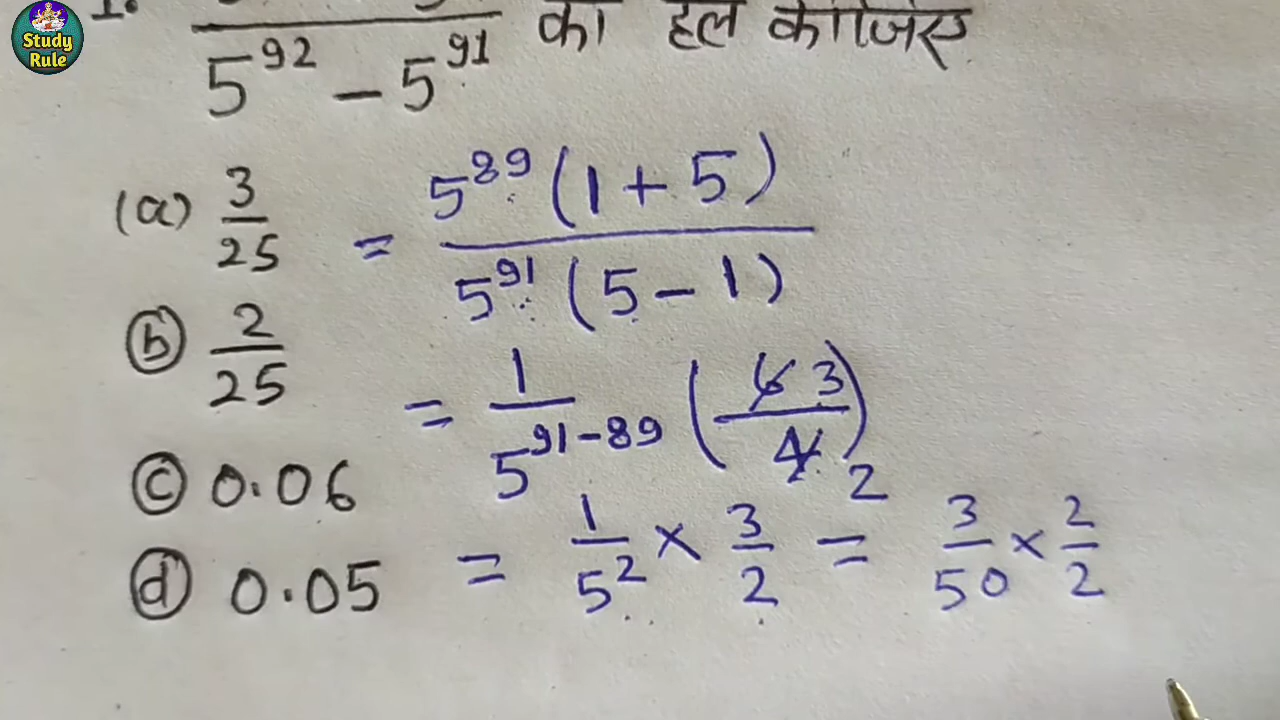 Study
Rule
1.
5^92 - 5^91 का हल कीजिए
(a) 3/25 = 5^89 (1 + 5) / 5^91 (5 - 1)
(b) 2/25 = 1/5^91-89 (6 3/4 2)
(c) 0.06
(d) 0.05 = 1/5^2 × 3/2 = 3/50 × 2/2